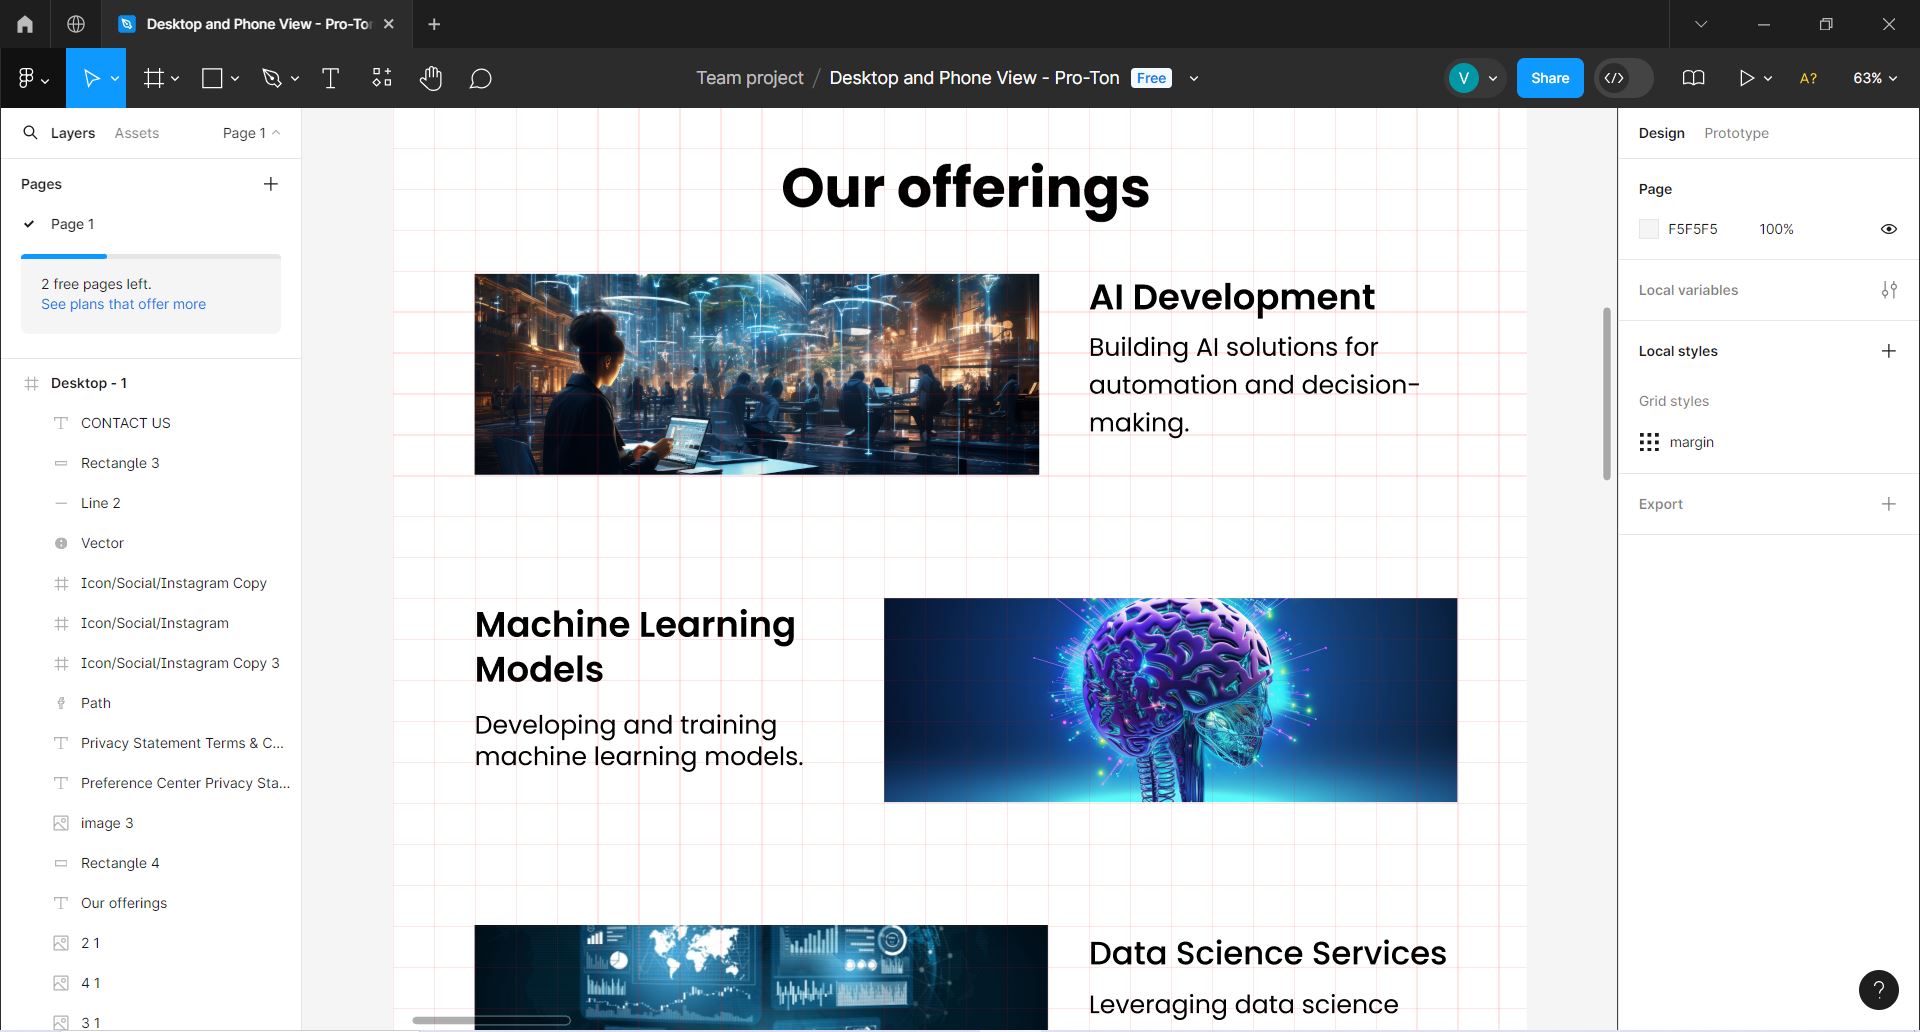 Desktop and Phone View - Pro-Tor
Team project / Desktop and Phone View - Pro-Ton Free
V
Share
A?
63%
Layers
Assets
Page 1
Pages
Page 1
2 free pages left.
See plans that offer more
Desktop - 1
CONTACT US
Rectangle 3
Line 2
Vector
Icon/Social/Instagram Copy
Icon/Social/Instagram
Icon/Social/Instagram Copy 3
Path
Privacy Statement Terms & C...
Preference Center Privacy Sta...
image 3
Rectangle 4
Our offerings
2 1
4 1
3 1
Our offerings
AI Development
Building AI solutions for
automation and decision-
making.
Machine Learning
Models
Developing and training
machine learning models.
Data Science Services
Leveraging data science
Design
Prototype
Page
F5F5F5
100%
Local variables
Local styles
Grid styles
margin
Export
?